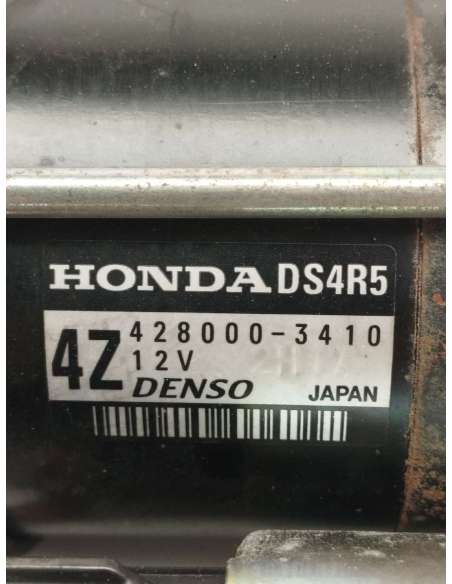 HONDA DS4R5
4Z
428000-3410
12V
DENSO JAPAN